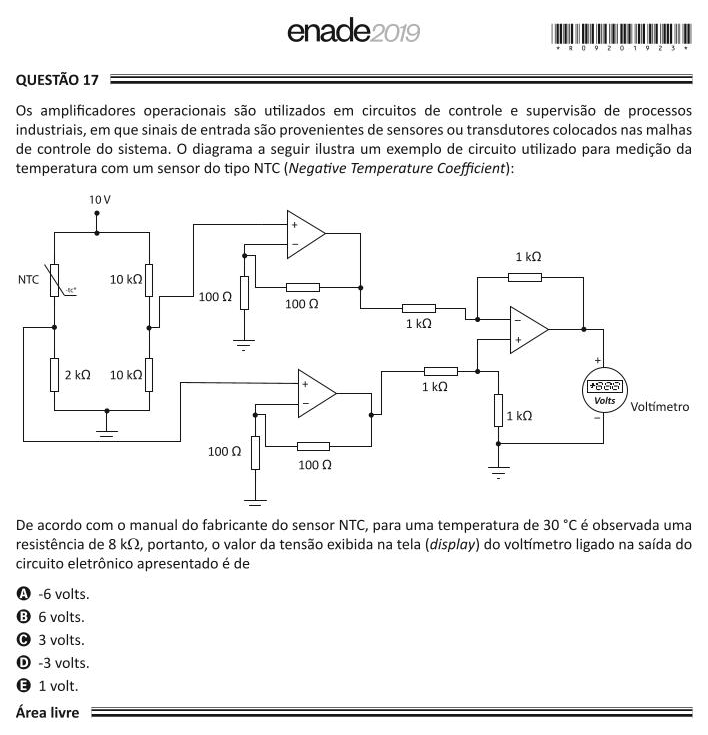 enade2019
* R 0 9 2 0 1 9 2 3 *
QUESTÃO 17
Os amplificadores operacionais são utilizados em circuitos de controle e supervisão de processos
industriais, em que sinais de entrada são provenientes de sensores ou transdutores colocados nas malhas
de controle do sistema. O diagrama a seguir ilustra um exemplo de circuito utilizado para medição da
temperatura com um sensor do tipo NTC (Negative Temperature Coefficient):
10 V
NTC
10 kΩ
2 kΩ
10 kΩ
+
−
100 Ω
100 Ω
+
−
100 Ω
100 Ω
1 kΩ
1 kΩ
1 kΩ
−
+
1 kΩ
+
+888
Volts
−
Voltímetro
De acordo com o manual do fabricante do sensor NTC, para uma temperatura de 30 °C é observada uma
resistência de 8 kΩ, portanto, o valor da tensão exibida na tela (display) do voltímetro ligado na saída do
circuito eletrônico apresentado é de
A -6 volts.
B 6 volts.
C 3 volts.
D -3 volts.
E 1 volt.
Área livre